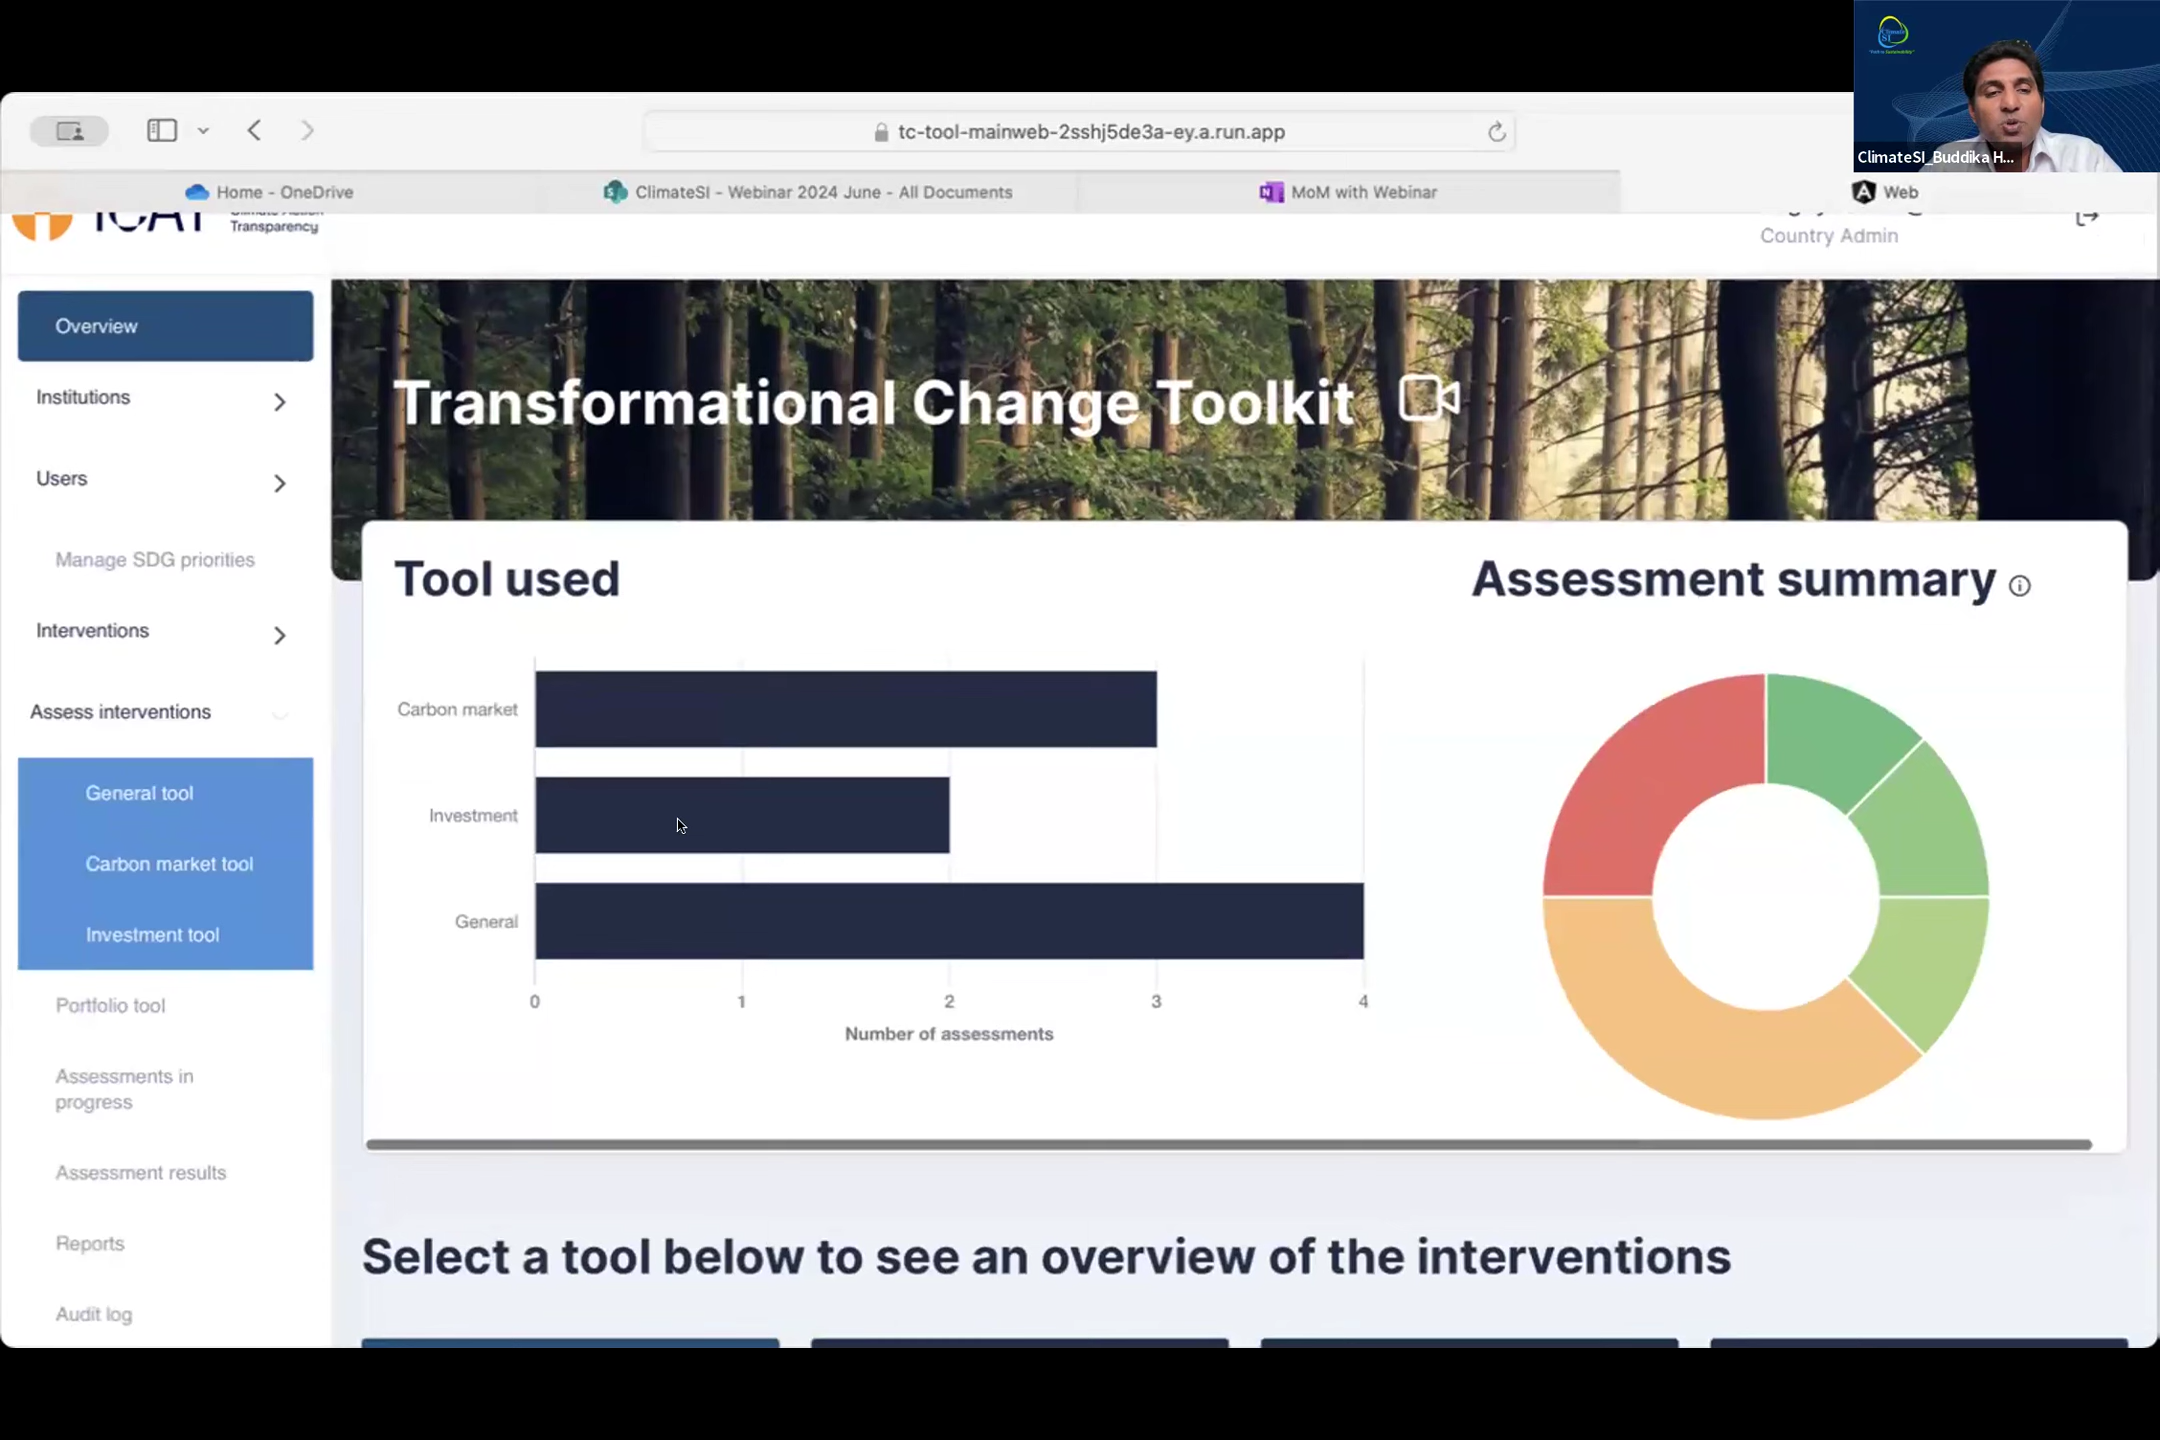 tc-tool-mainweb-2sshj5de3a-ey.a.run.app
ClimateSI_Buddika H...
Home - OneDrive
ClimateSI - Webinar 2024 June - All Documents
MoM with Webinar
Web
Transparency
Country Admin
Overview
Institutions
Users
Manage SDG priorities
Interventions
Assess interventions
General tool
Carbon market tool
Investment tool
Portfolio tool
Assessments in
progress
Assessment results
Reports
Audit log
Transformational Change Toolkit
Tool used
Carbon market
Investment
General
0 1 2 3 4
Number of assessments
Assessment summary
Select a tool below to see an overview of the interventions